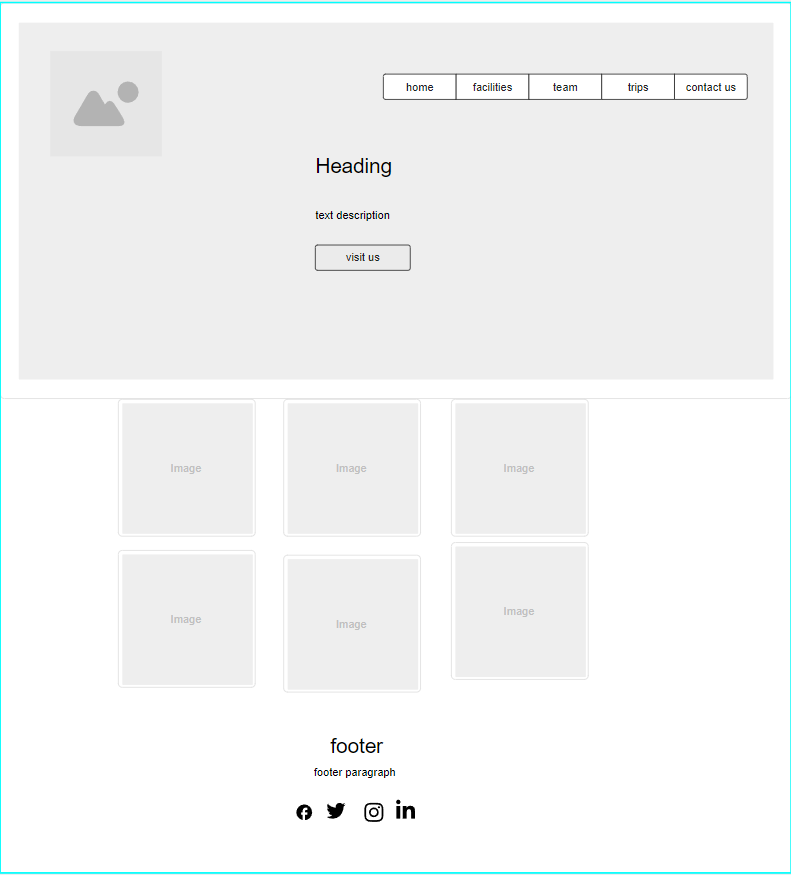 home facilities team trips contact us
Heading
text description
visit us
Image Image Image
Image Image Image
footer
footer paragraph